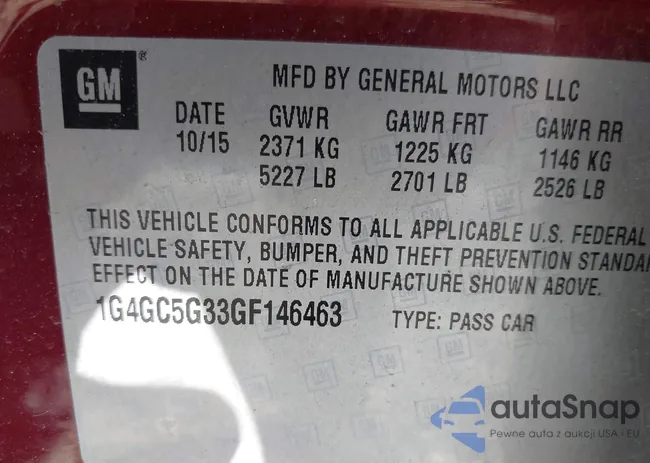 GM
MFD BY GENERAL MOTORS LLC
DATE GVWR GAWR FRT GAWR RR
10/15 2371 KG 1225 KG 1146 KG
5227 LB 2701 LB 2526 LB
THIS VEHICLE CONFORMS TO ALL APPLICABLE U.S. FEDERAL
VEHICLE SAFETY, BUMPER, AND THEFT PREVENTION STANDA
EFFECT ON THE DATE OF MANUFACTURE SHOWN ABOVE.
1G4GC5G33GF146463 TYPE: PASS CAR
autaSnap
Pewne auta z aukcji USA - EU